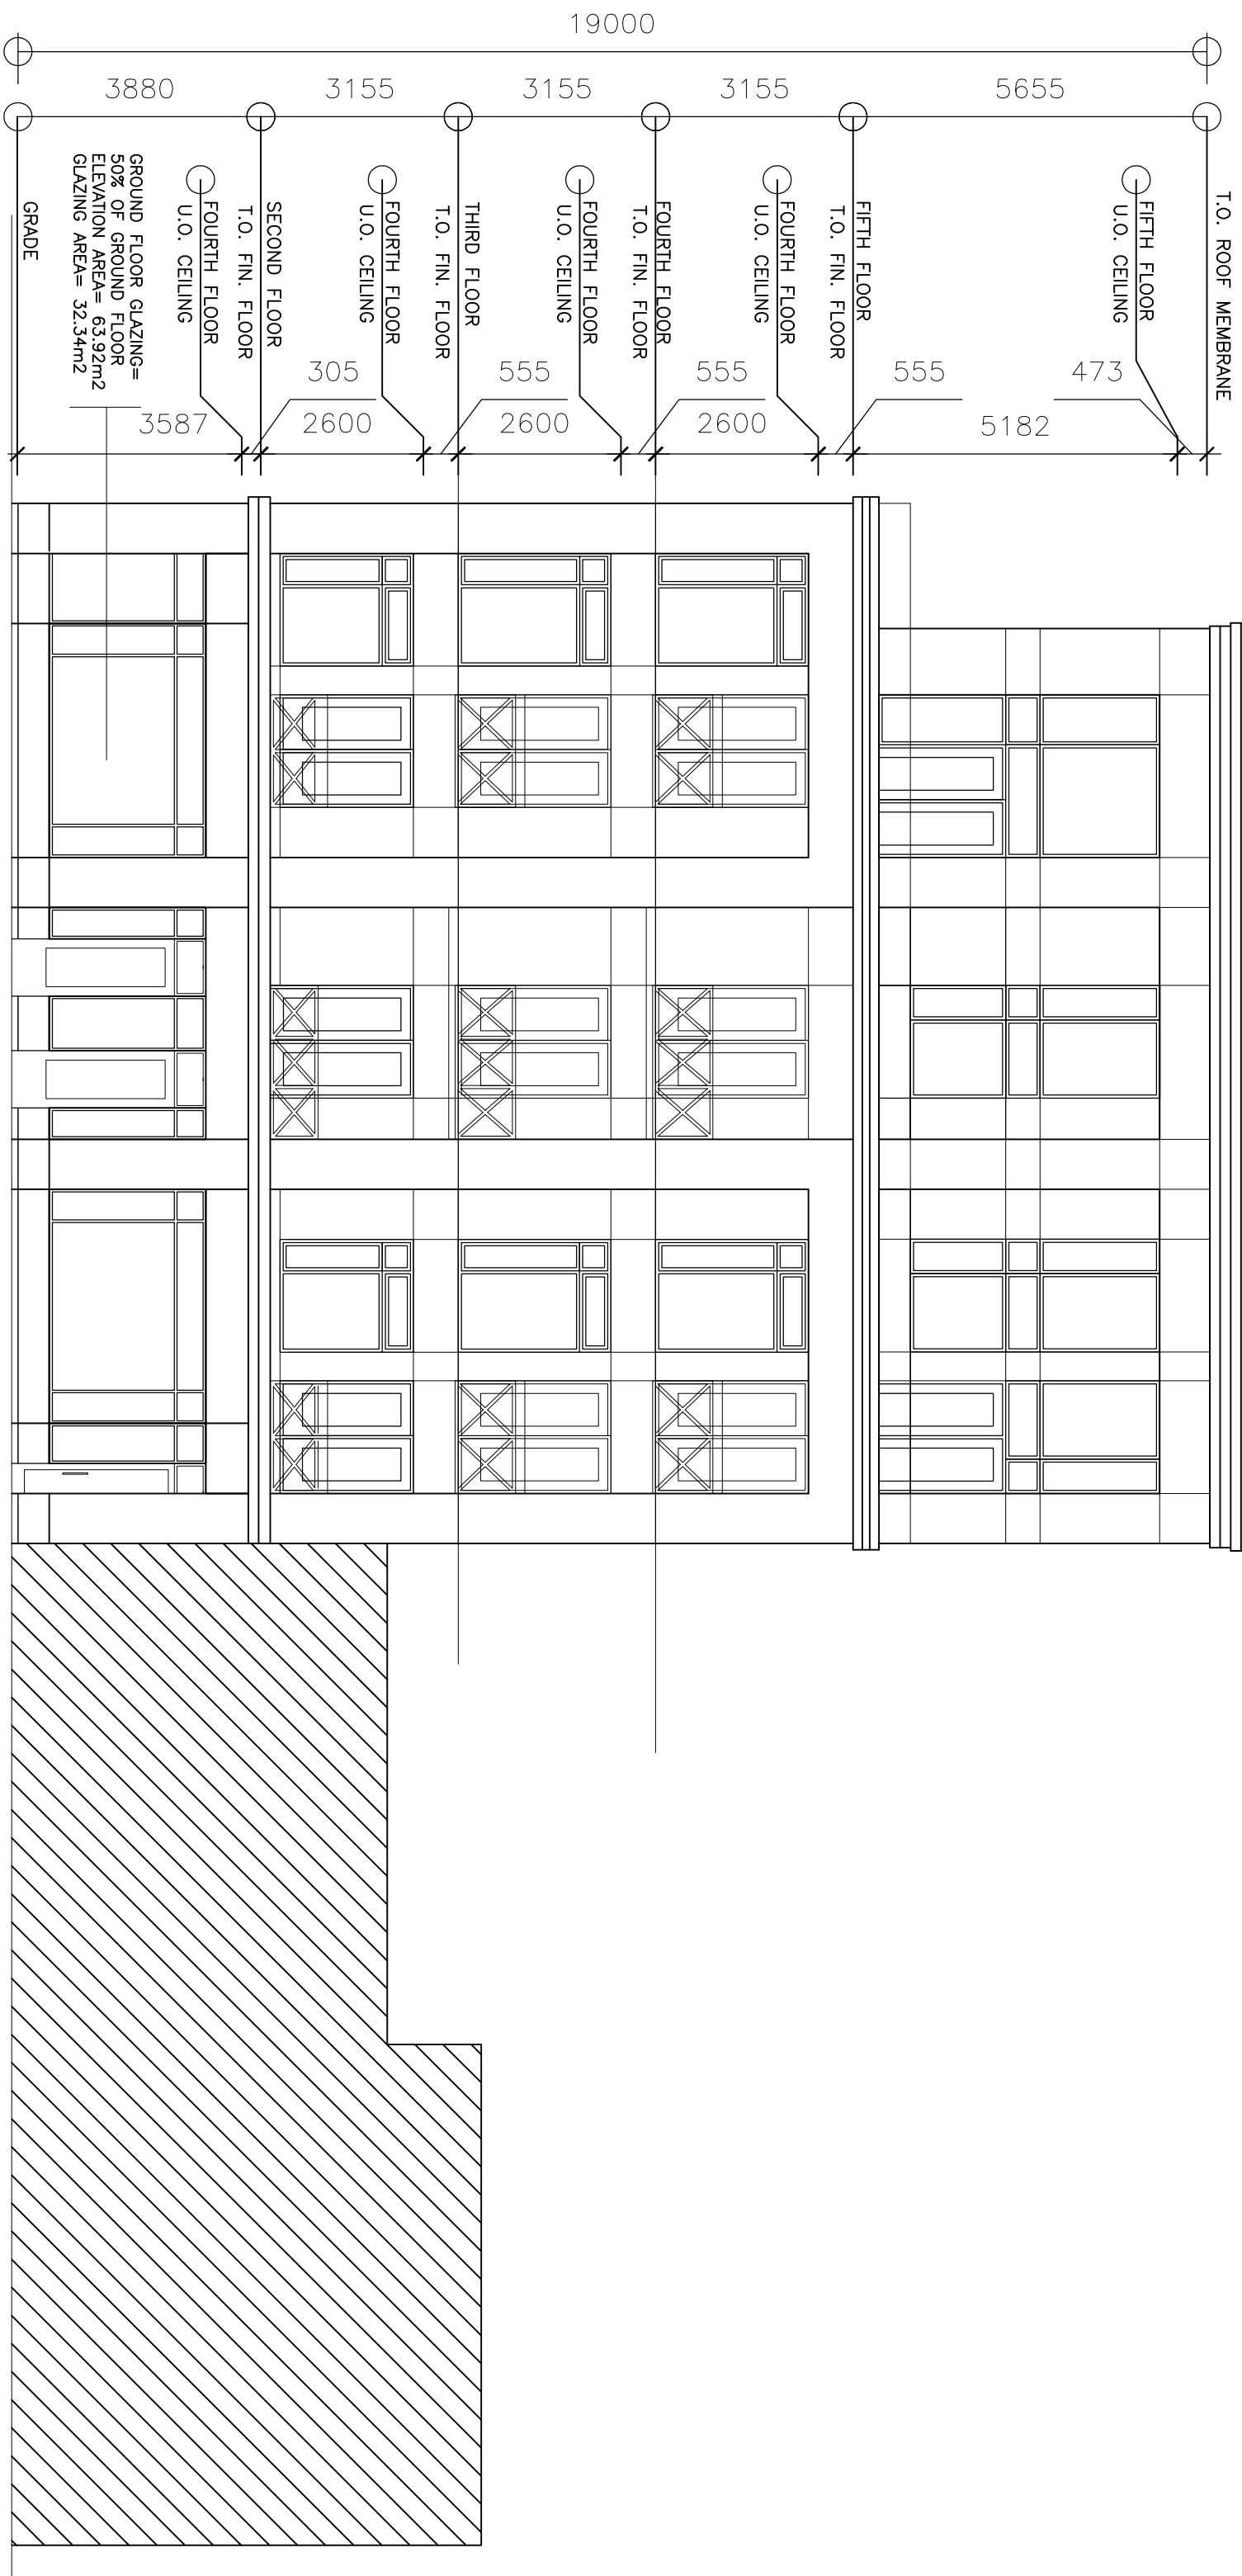 19000
3880
3155
3155
3155
5655
T.O. ROOF MEMBRANE
FIFTH FLOOR
U.O. CEILING
FIFTH FLOOR
T.O. FIN. FLOOR
FOURTH FLOOR
U.O. CEILING
FOURTH FLOOR
T.O. FIN. FLOOR
FOURTH FLOOR
U.O. CEILING
THIRD FLOOR
T.O. FIN. FLOOR
FOURTH FLOOR
U.O. CEILING
SECOND FLOOR
T.O. FIN. FLOOR
FOURTH FLOOR
U.O. CEILING
GROUND FLOOR GLAZING=
50% OF GROUND FLOOR
ELEVATION AREA= 63.92m2
GLAZING AREA= 32.34m2
GRADE
305
555
555
555
473
3587
2600
2600
2600
5182